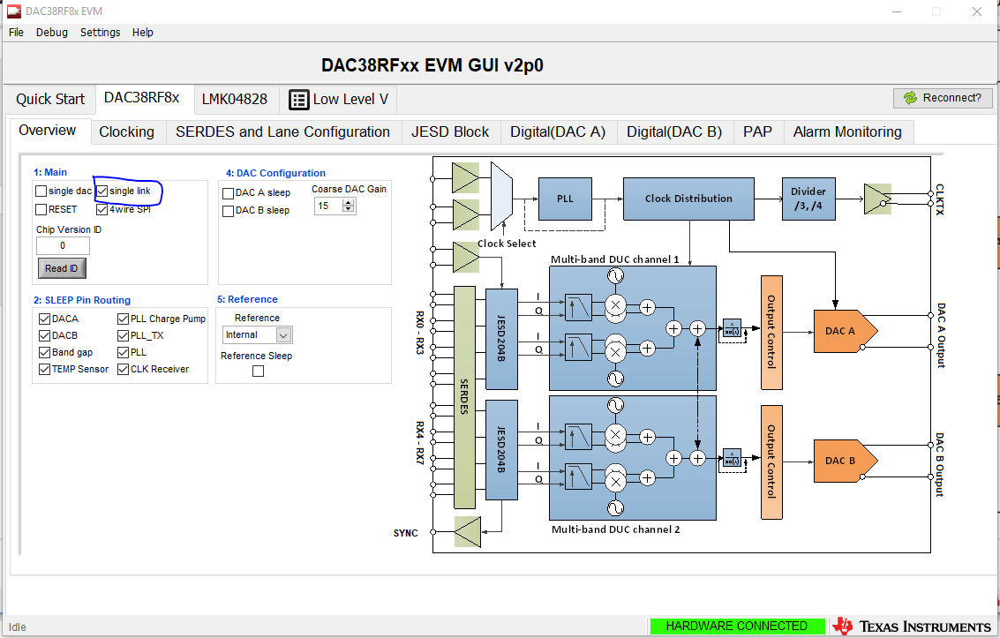 DAC38RF8x EVM
File Debug Settings Help
DAC38RFxx EVM GUI v2p0
Quick Start DAC38RF8x LMK04828 Low Level V Reconnect?
Overview Clocking SERDES and Lane Configuration JESD Block Digital(DAC A) Digital(DAC B) PAP Alarm Monitoring
1: Main
single dac single link
RESET 4wire SPI
Chip Version ID
0
Read ID
4: DAC Configuration
DAC A sleep
DAC B sleep
Coarse DAC Gain
15
2: SLEEP Pin Routing
DACA PLL Charge Pump
DACB PLL_TX
Band gap PLL
TEMP Sensor CLK Receiver
5: Reference
Reference
Internal
Reference Sleep
PLL
Clock Distribution
Divider
/3, /4
CLKTX
Clock Select
Multi-band DUC channel 1
RX0 - RX3
SERDES
JESD204B
I
Q
I
Q
Output Control
DAC A
DAC A Output
RX4 - RX7
JESD204B
I
Q
I
Q
Output Control
DAC B
DAC B Output
Multi-band DUC channel 2
SYNC
Idle
HARDWARE CONNECTED
TEXAS INSTRUMENTS